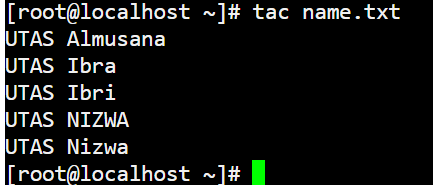 [root@localhost ~]# tac name.txt
UTAS Almusana
UTAS Ibra
UTAS Ibri
UTAS NIZWA
UTAS Nizwa
[root@localhost ~]#